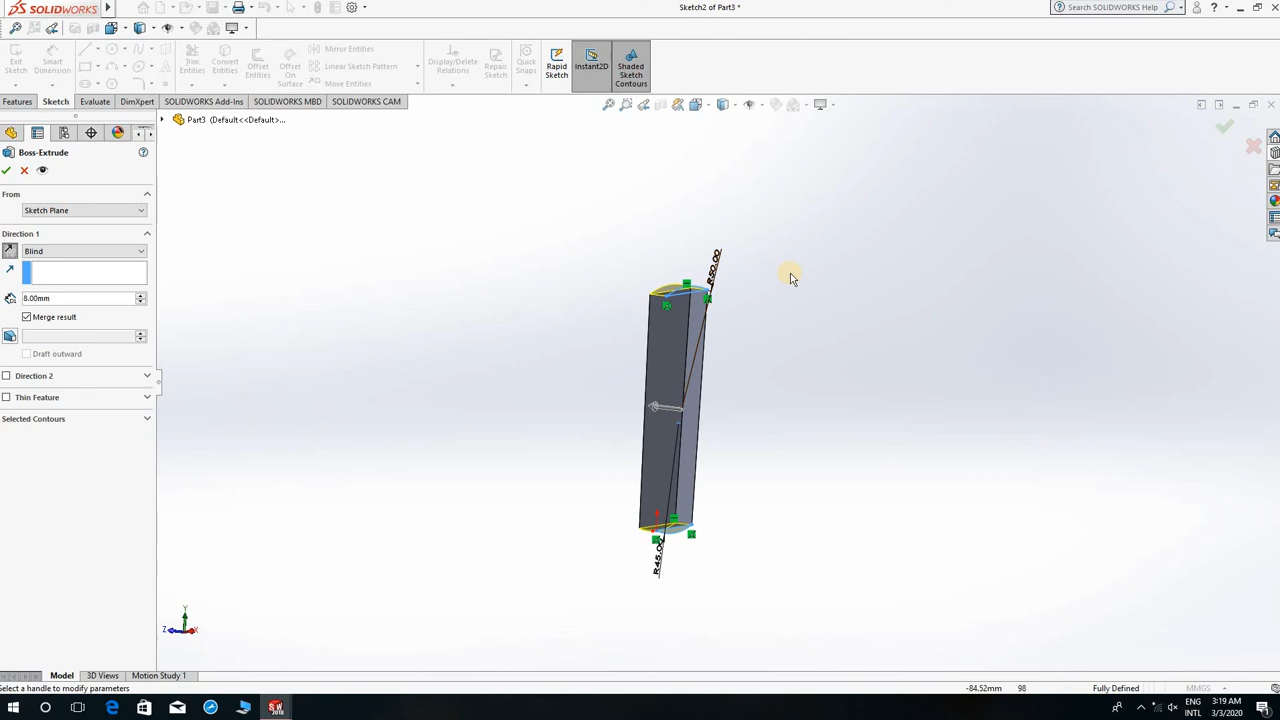 SOLIDWORKS
Sketch2 of Part3 *
Search SOLIDWORKS Help
Exit Sketch
Smart Dimension
Trim Entities
Convert Entities
Offset Entities
Offset On Surface
Mirror Entities
Linear Sketch Pattern
Move Entities
Display/Delete Relations
Repair Sketch
Quick Snaps
Rapid Sketch
Instant2D
Shaded Sketch Contours
Features
Sketch
Evaluate
DimXpert
SOLIDWORKS Add-Ins
SOLIDWORKS MBD
SOLIDWORKS CAM
Part3 (Default<<Default>...
Boss-Extrude
From
Sketch Plane
Direction 1
Blind
8.00mm
Merge result
Draft outward
Direction 2
Thin Feature
Selected Contours
R50.00
R45.00
Y
Z
X
Model
3D Views
Motion Study 1
Select a handle to modify parameters
-84.52mm
98
Fully Defined
MMGS
ENG
INTL
3:19 AM
3/3/2020